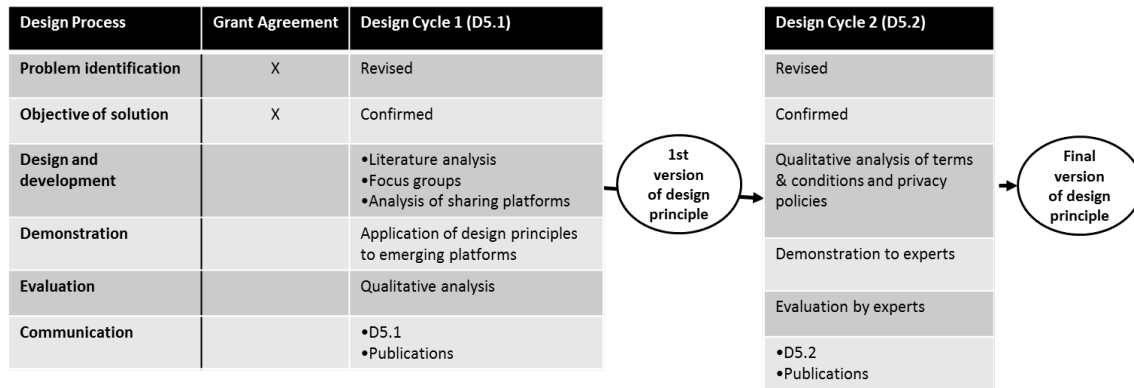 Design Process Grant Agreement Design Cycle 1 (D5.1)
Problem identification X Revised
Objective of solution X Confirmed
Design and
development
•Literature analysis
•Focus groups
•Analysis of sharing platforms
Demonstration
Application of design principles
to emerging platforms
Evaluation Qualitative analysis
Communication
•D5.1
•Publications
1st
version
of design
principle
Design Cycle 2 (D5.2)
Revised
Confirmed
Qualitative analysis of terms
& conditions and privacy
policies
Demonstration to experts
Evaluation by experts
•D5.2
•Publications
Final
version
of design
principle